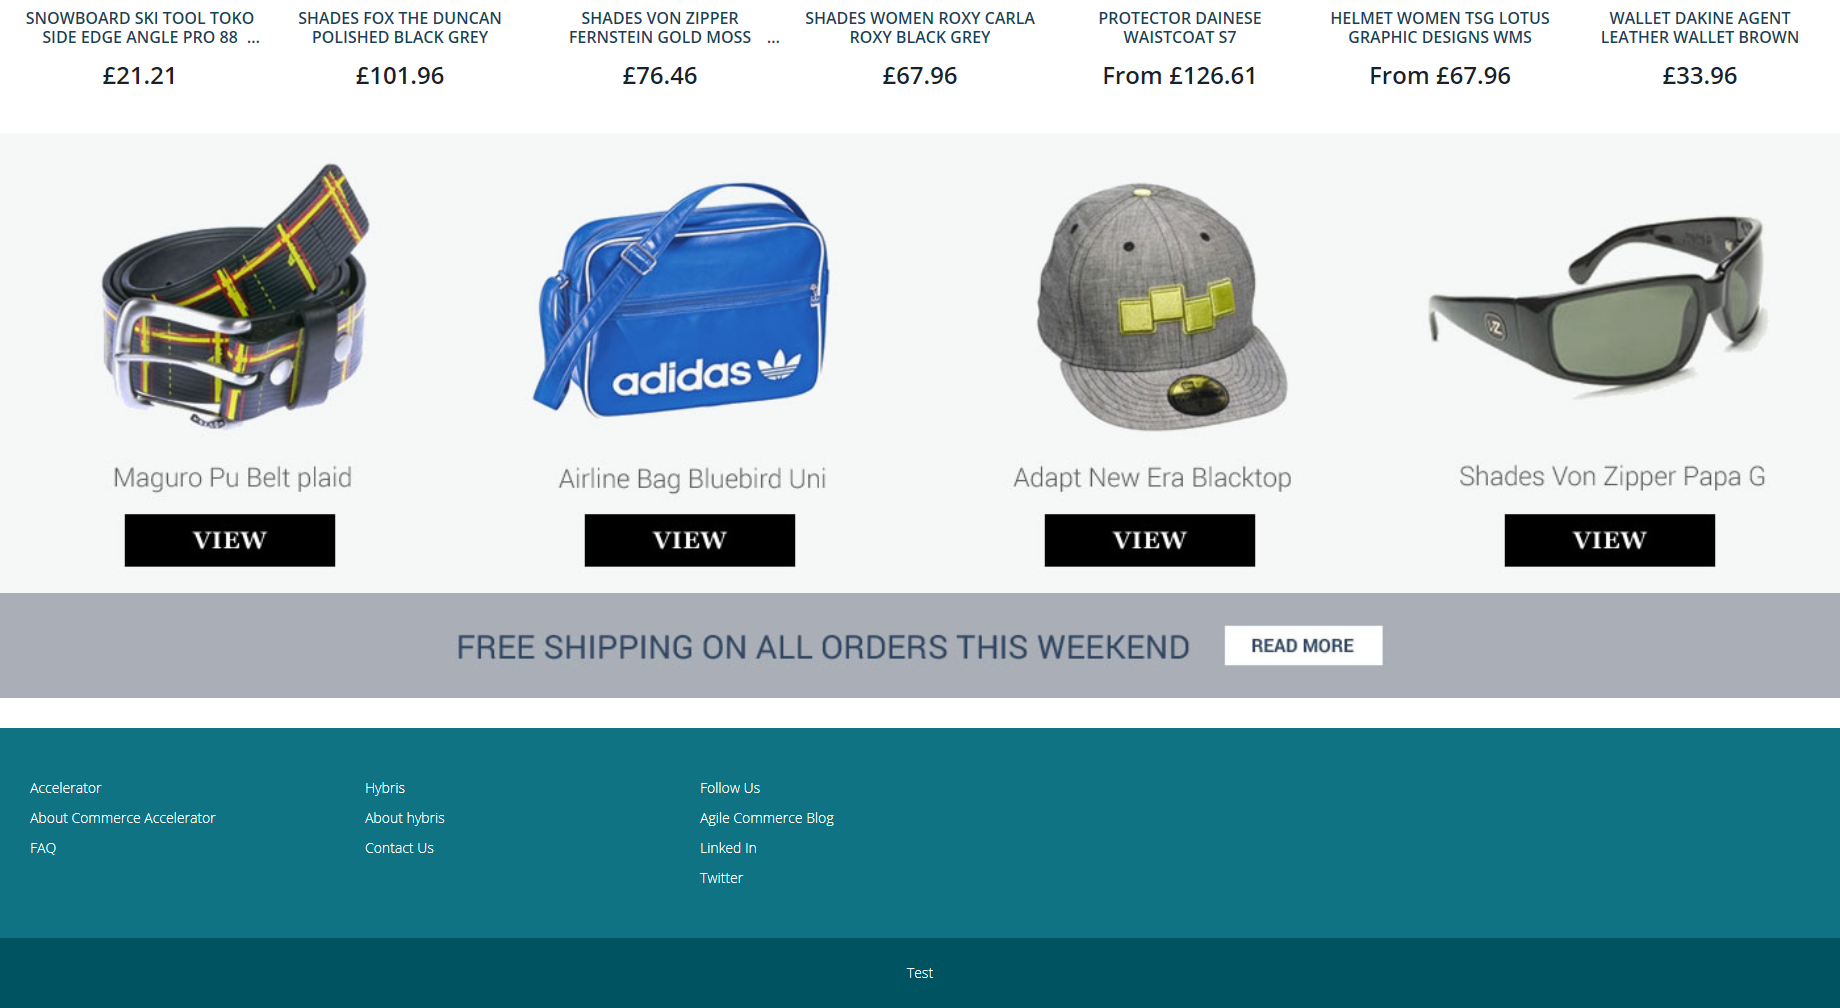 SNOWBOARD SKI TOOL TOKO
SIDE EDGE ANGLE PRO 88 ...
£21.21
SHADES FOX THE DUNCAN
POLISHED BLACK GREY
£101.96
SHADES VON ZIPPER
FERNSTEIN GOLD MOSS ...
£76.46
SHADES WOMEN ROXY CARLA
ROXY BLACK GREY
£67.96
PROTECTOR DAINESE
WAISTCOAT S7
From £126.61
HELMET WOMEN TSG LOTUS
GRAPHIC DESIGNS WMS
From £67.96
WALLET DAKINE AGENT
LEATHER WALLET BROWN
£33.96
Maguro Pu Belt plaid
VIEW
adidas
Airline Bag Bluebird Uni
VIEW
Adapt New Era Blacktop
VIEW
Shades Von Zipper Papa G
VIEW
FREE SHIPPING ON ALL ORDERS THIS WEEKEND
READ MORE
Accelerator
About Commerce Accelerator
FAQ
Hybris
About hybris
Contact Us
Follow Us
Agile Commerce Blog
Linked In
Twitter
Test